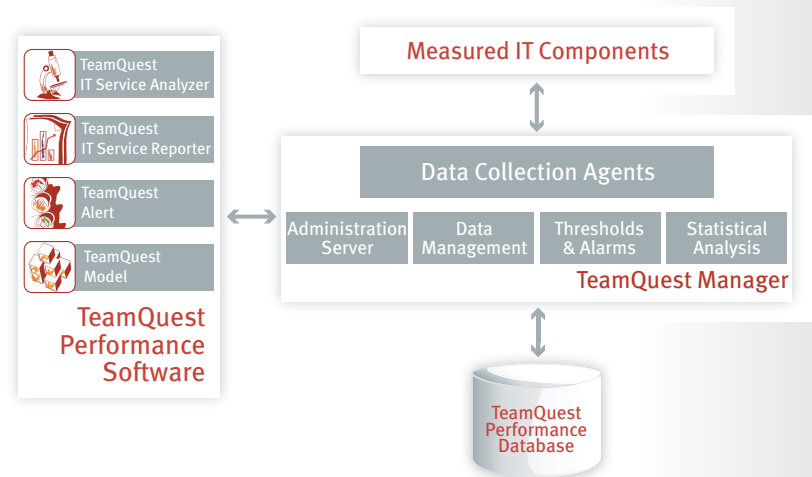 TeamQuest
IT Service Analyzer
TeamQuest
IT Service Reporter
TeamQuest
Alert
TeamQuest
Model
TeamQuest
Performance
Software
Measured IT Components
Data Collection Agents
Administration
Server
Data
Management
Thresholds
& Alarms
Statistical
Analysis
TeamQuest Manager
TeamQuest
Performance
Database